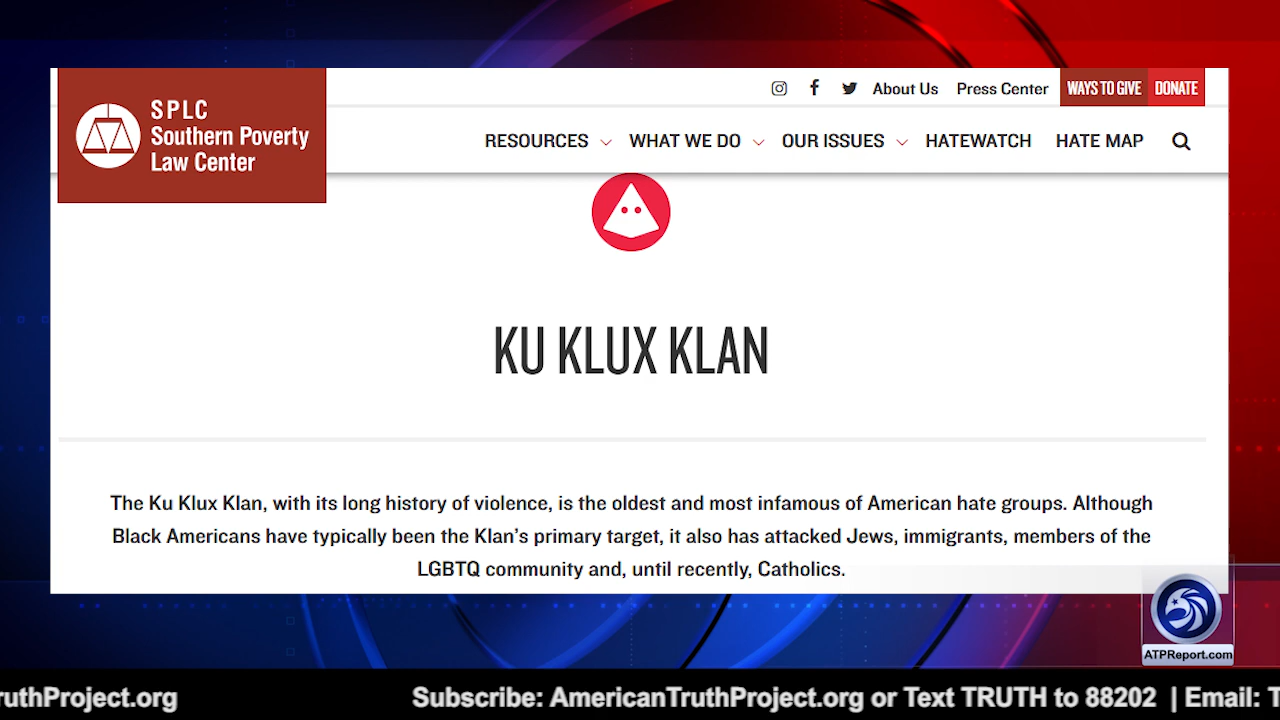 SPLC
Southern Poverty
Law Center
About Us Press Center WAYS TO GIVE DONATE
RESOURCES WHAT WE DO OUR ISSUES HATEWATCH HATE MAP
KU KLUX KLAN
The Ku Klux Klan, with its long history of violence, is the oldest and most infamous of American hate groups. Although
Black Americans have typically been the Klan's primary target, it also has attacked Jews, immigrants, members of the
LGBTQ community and, until recently, Catholics.
ATPReport.com
ruthProject.org Subscribe: AmericanTruthProject.org or Text TRUTH to 88202 | Email: T